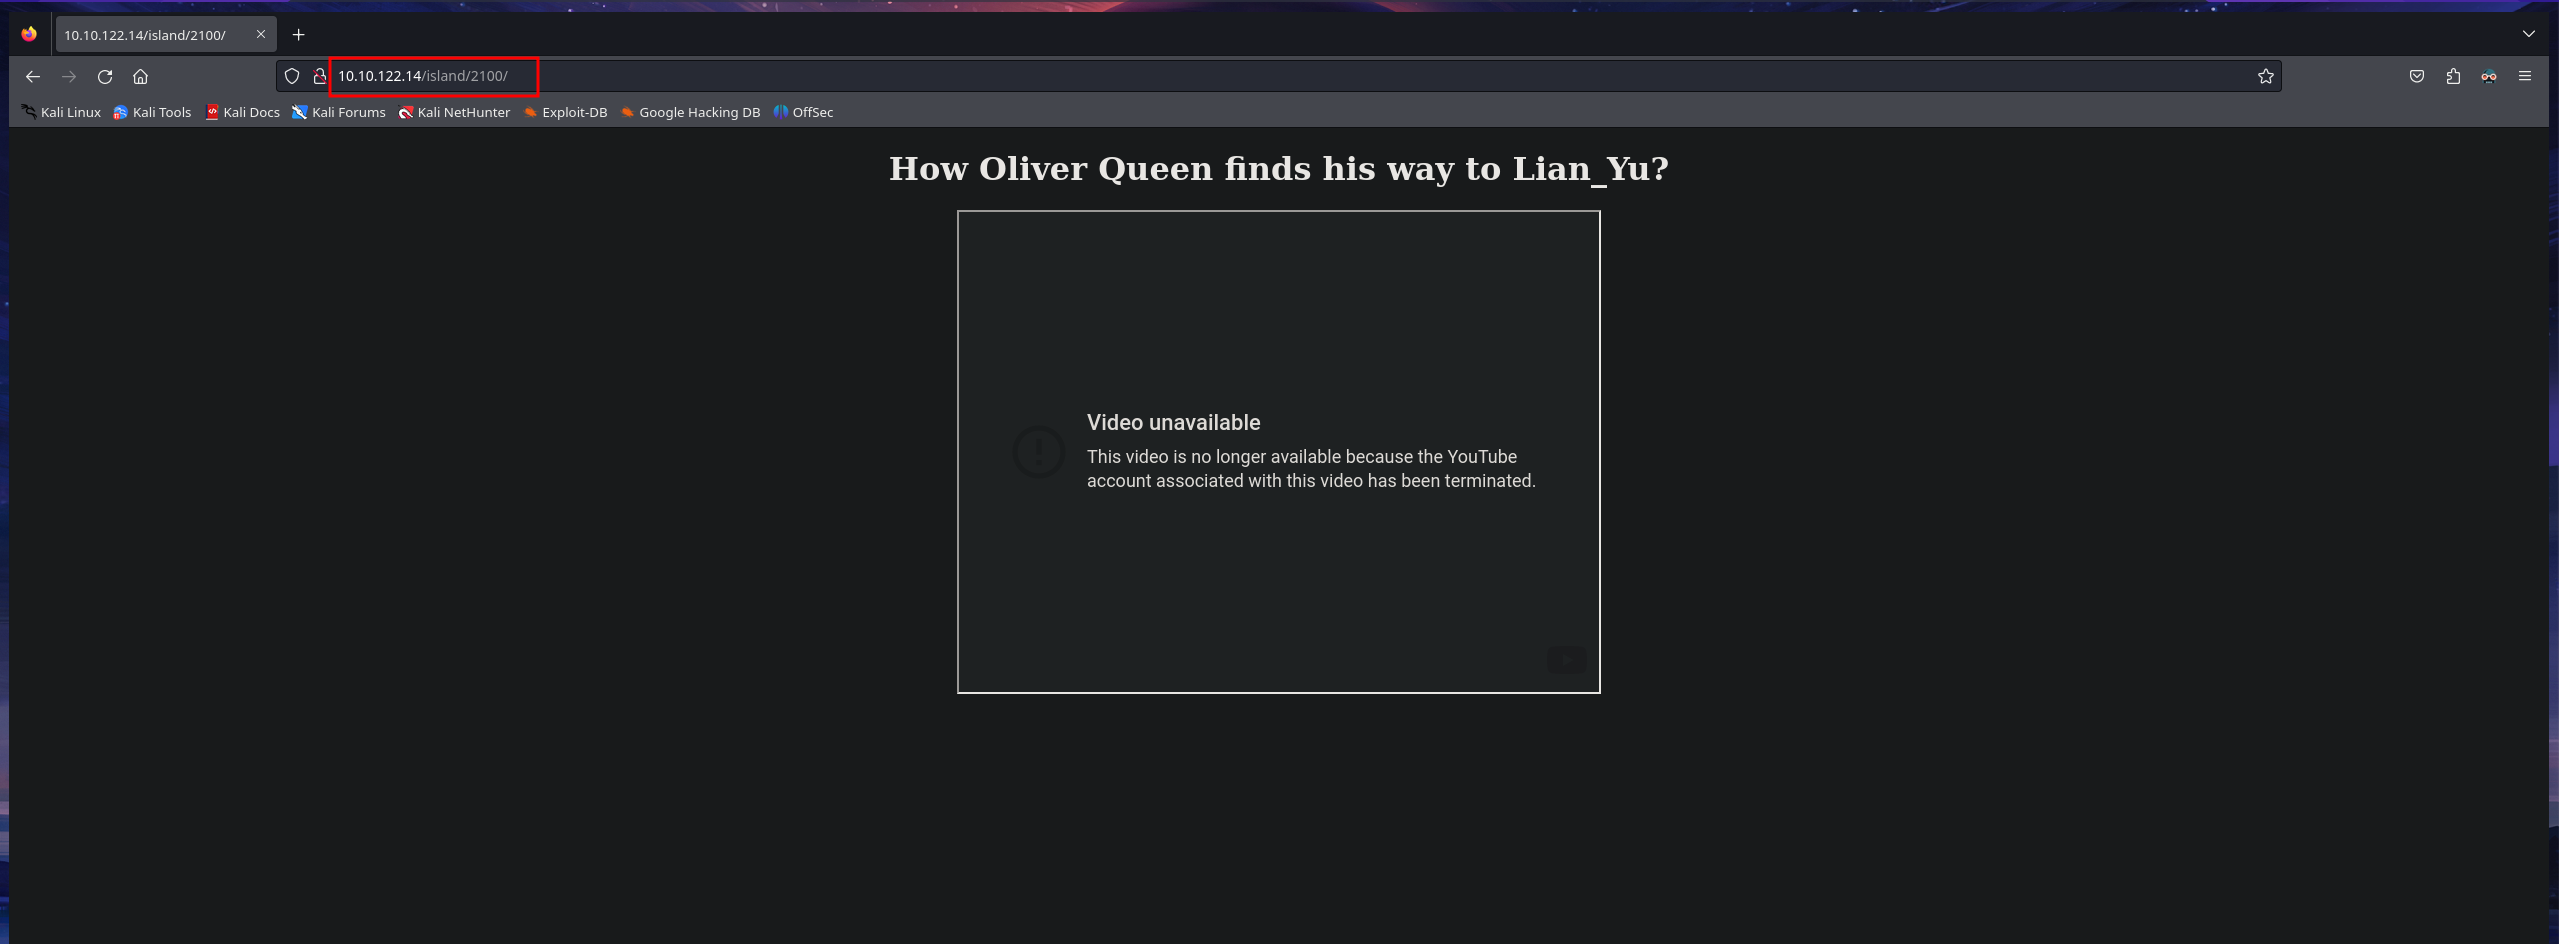 10.10.122.14/island/2100/
10.10.122.14/island/2100/
Kali Linux Kali Tools Kali Docs Kali Forums Kali NetHunter Exploit-DB Google Hacking DB OffSec
How Oliver Queen finds his way to Lian_Yu?
Video unavailable
This video is no longer available because the YouTube
account associated with this video has been terminated.